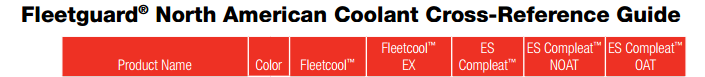 Fleetguard® North American Coolant Cross-Reference Guide
Product Name
Color
Fleetcool™
Fleetcool™
EX
ES
Compleat™
ES Compleat™
NOAT
ES Compleat™
OAT